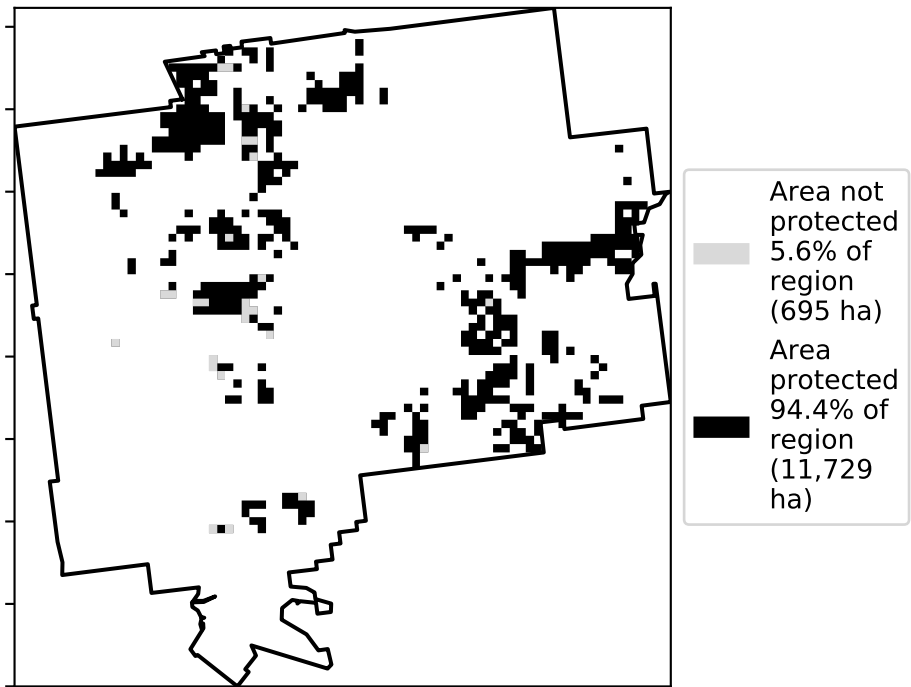 Area not
protected
5.6% of
region
(695 ha)
Area
protected
94.4% of
region
(11,729
ha)